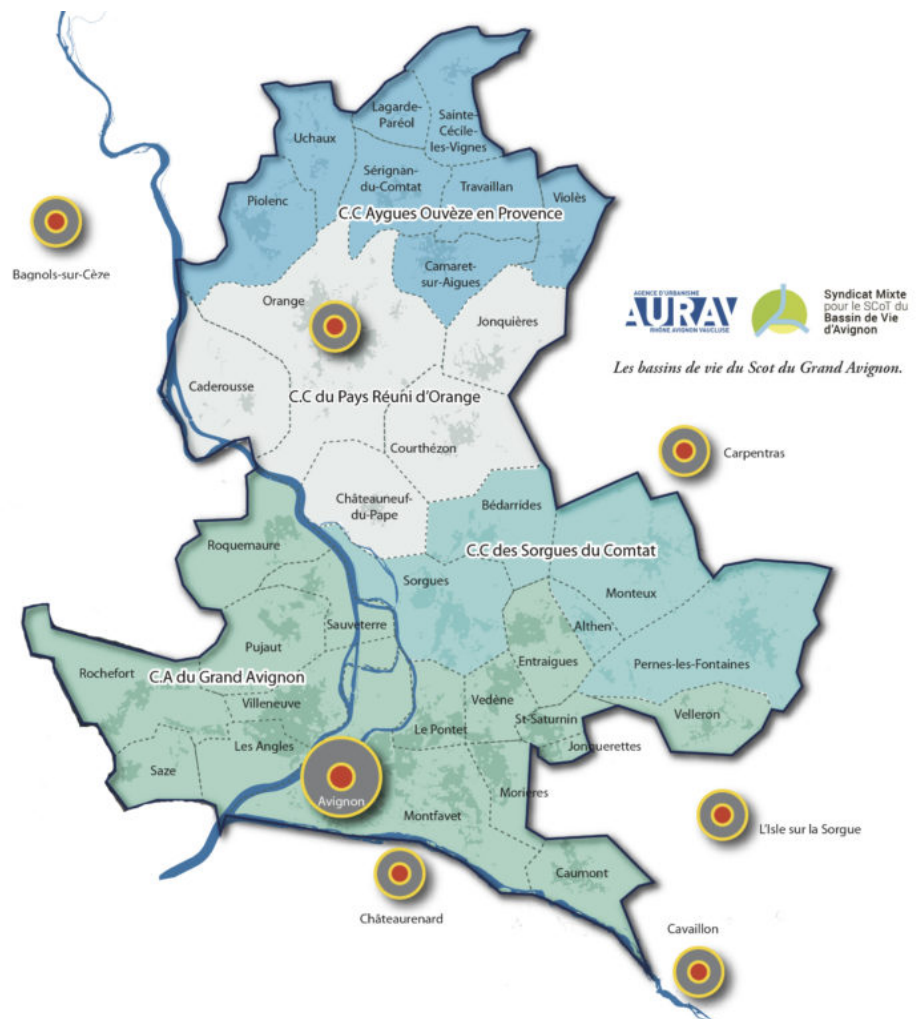 Lagarde-
Paréol
Sainte-
Cécile-
les-Vignes
Uchaux
Sérignan-
du-Comtat
Travaillan
Violès
Piolenc
C.C Aygues Ouvèze en Provence
Bagnols-sur-Cèze
Camaret-
sur-Aigues
Orange
Jonquières
AGENCE D'URBANISME
AURAV
RHÔNE AVIGNON VAUCLUSE
Syndicat Mixte
pour le SCoT du
Bassin de Vie
d'Avignon
Les bassins de vie du Scot du Grand Avignon.
Caderousse
C.C du Pays Réuni d'Orange
Courthézon
Carpentras
Châteauneuf-
du-Pape
Bédarrides
Roquemaure
C.C des Sorgues du Comtat
Sorgues
Monteux
Sauveterre
Althen
Pujaut
Entraigues
Pernes-les-Fontaines
Rochefort
C.A du Grand Avignon
Villeneuve
Vedène
Velleron
St-Saturnin
Le Pontet
Les Angles
Jonquerettes
Saze
Morières
Avignon
Montfavet
L'Isle sur la Sorgue
Caumont
Châteaurenard
Cavaillon